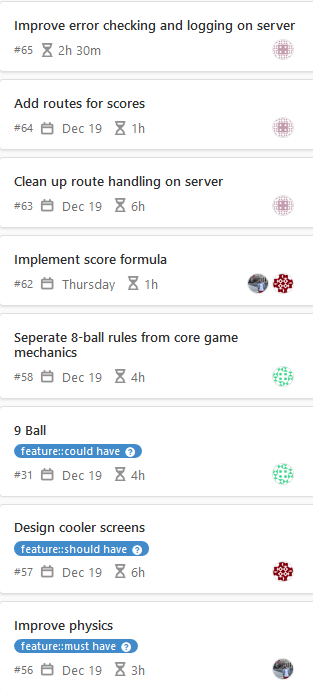 Improve error checking and logging on server
#65 2h 30m
Add routes for scores
#64 Dec 19 1h
Clean up route handling on server
#63 Dec 19 6h
Implement score formula
#62 Thursday 1h
Seperate 8-ball rules from core game
mechanics
#58 Dec 19 4h
9 Ball
feature::could have ?
#31 Dec 19 4h
Design cooler screens
feature::should have ?
#57 Dec 19 6h
Improve physics
feature::must have ?
#56 Dec 19 3h